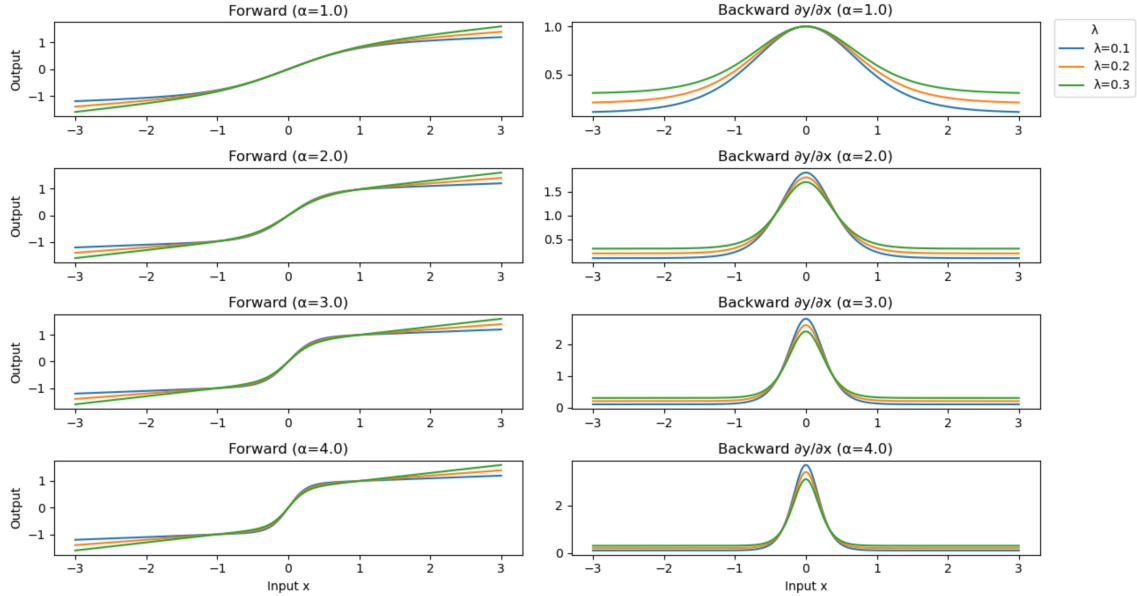 Forward (α=1.0)
Output
1
0
−1
−3 −2 −1 0 1 2 3
Backward ∂y/∂x (α=1.0)
1.0
0.5
−3 −2 −1 0 1 2 3
λ
λ=0.1
λ=0.2
λ=0.3
Forward (α=2.0)
Output
1
0
−1
−3 −2 −1 0 1 2 3
Backward ∂y/∂x (α=2.0)
1.5
1.0
0.5
−3 −2 −1 0 1 2 3
Forward (α=3.0)
Output
1
0
−1
−3 −2 −1 0 1 2 3
Backward ∂y/∂x (α=3.0)
2
1
0
−3 −2 −1 0 1 2 3
Forward (α=4.0)
Output
1
0
−1
−3 −2 −1 0 1 2 3
Input x
Backward ∂y/∂x (α=4.0)
2
0
−3 −2 −1 0 1 2 3
Input x